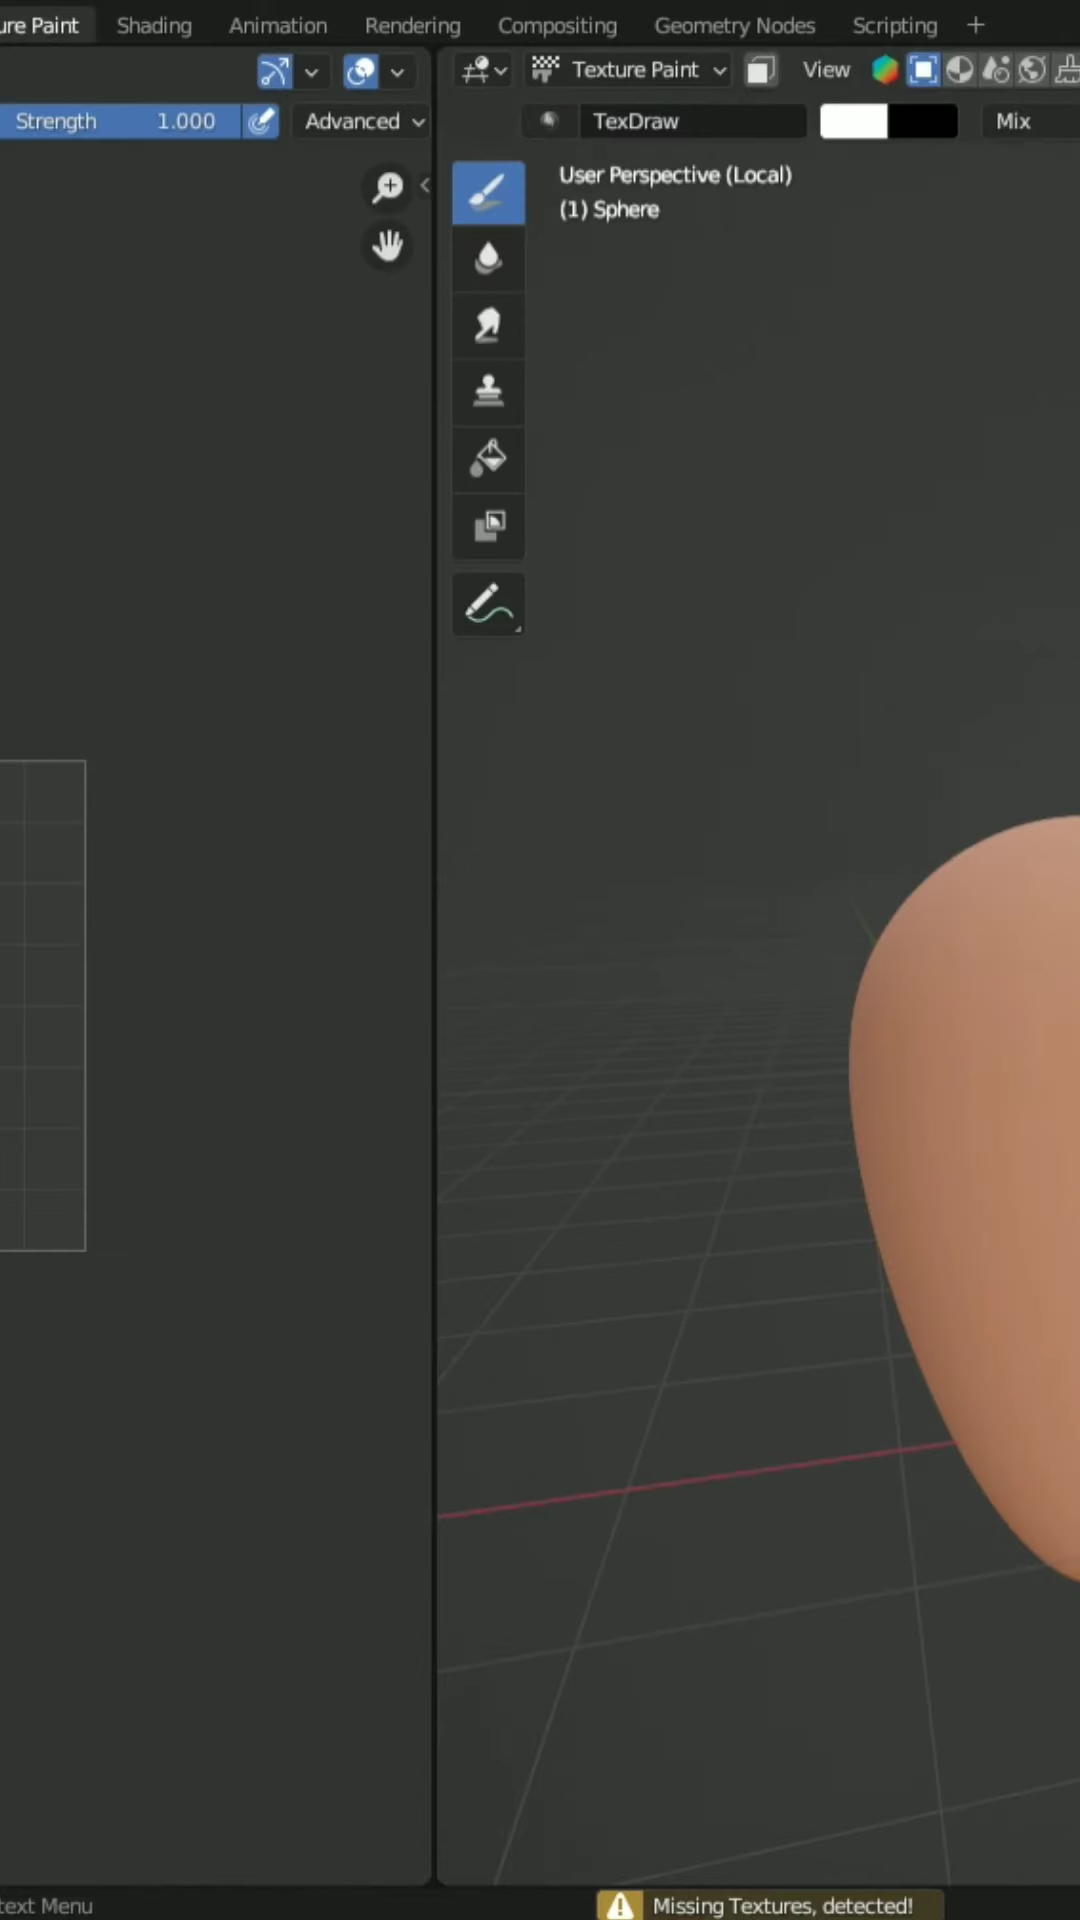 ure Paint Shading Animation Rendering Compositing Geometry Nodes Scripting +
Texture Paint View
Strength 1.000 Advanced TexDraw Mix
User Perspective (Local)
(1) Sphere
text Menu Missing Textures, detected!